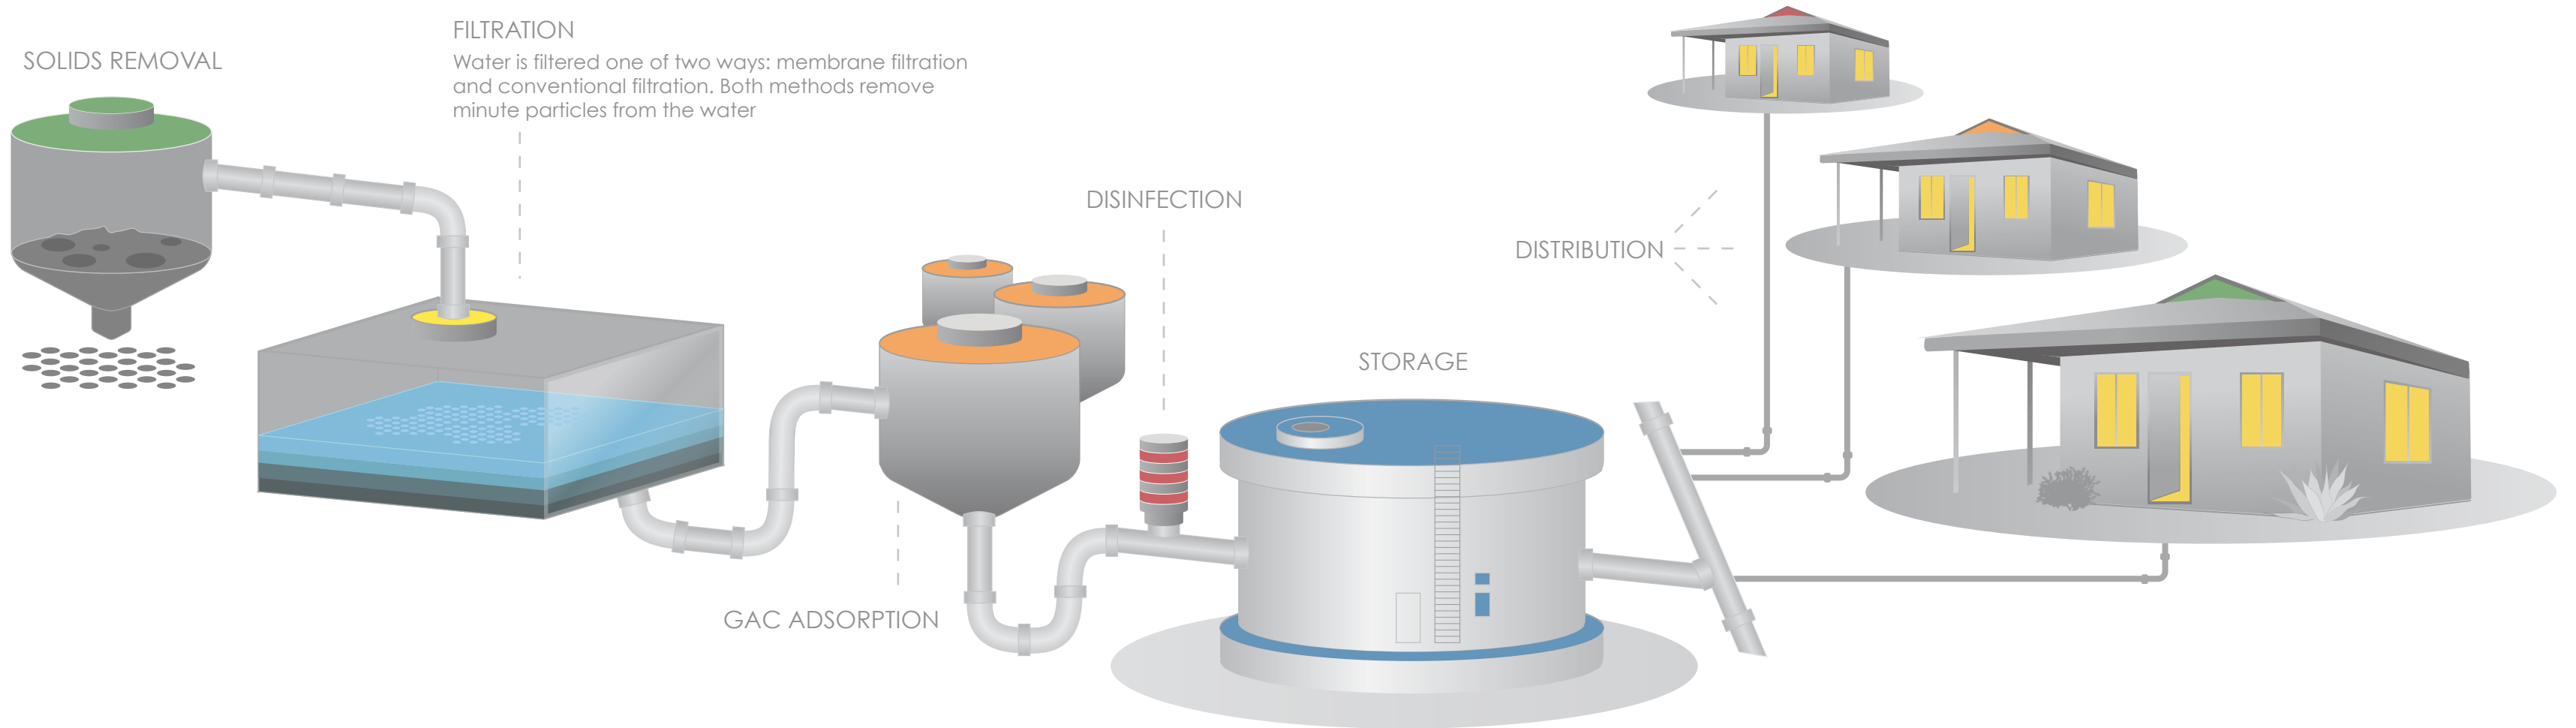 SOLIDS REMOVAL
FILTRATION
Water is filtered one of two ways: membrane filtration
and conventional filtration. Both methods remove
minute particles from the water
GAC ADSORPTION
DISINFECTION
STORAGE
DISTRIBUTION